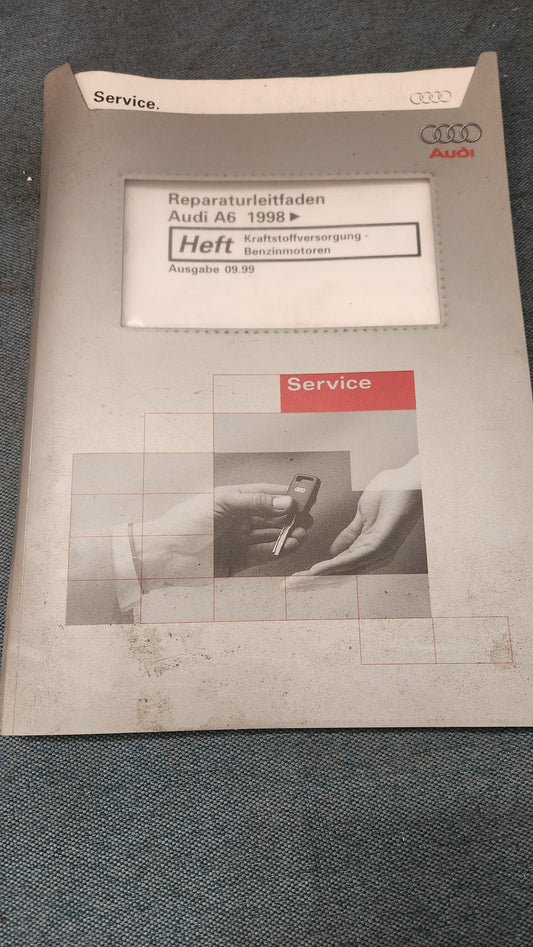 Service.
Audi
Reparaturleitfaden
Audi A6 1998 ►
Heft Kraftstoffversorgung -
Benzinmotoren
Ausgabe 09.99
Service